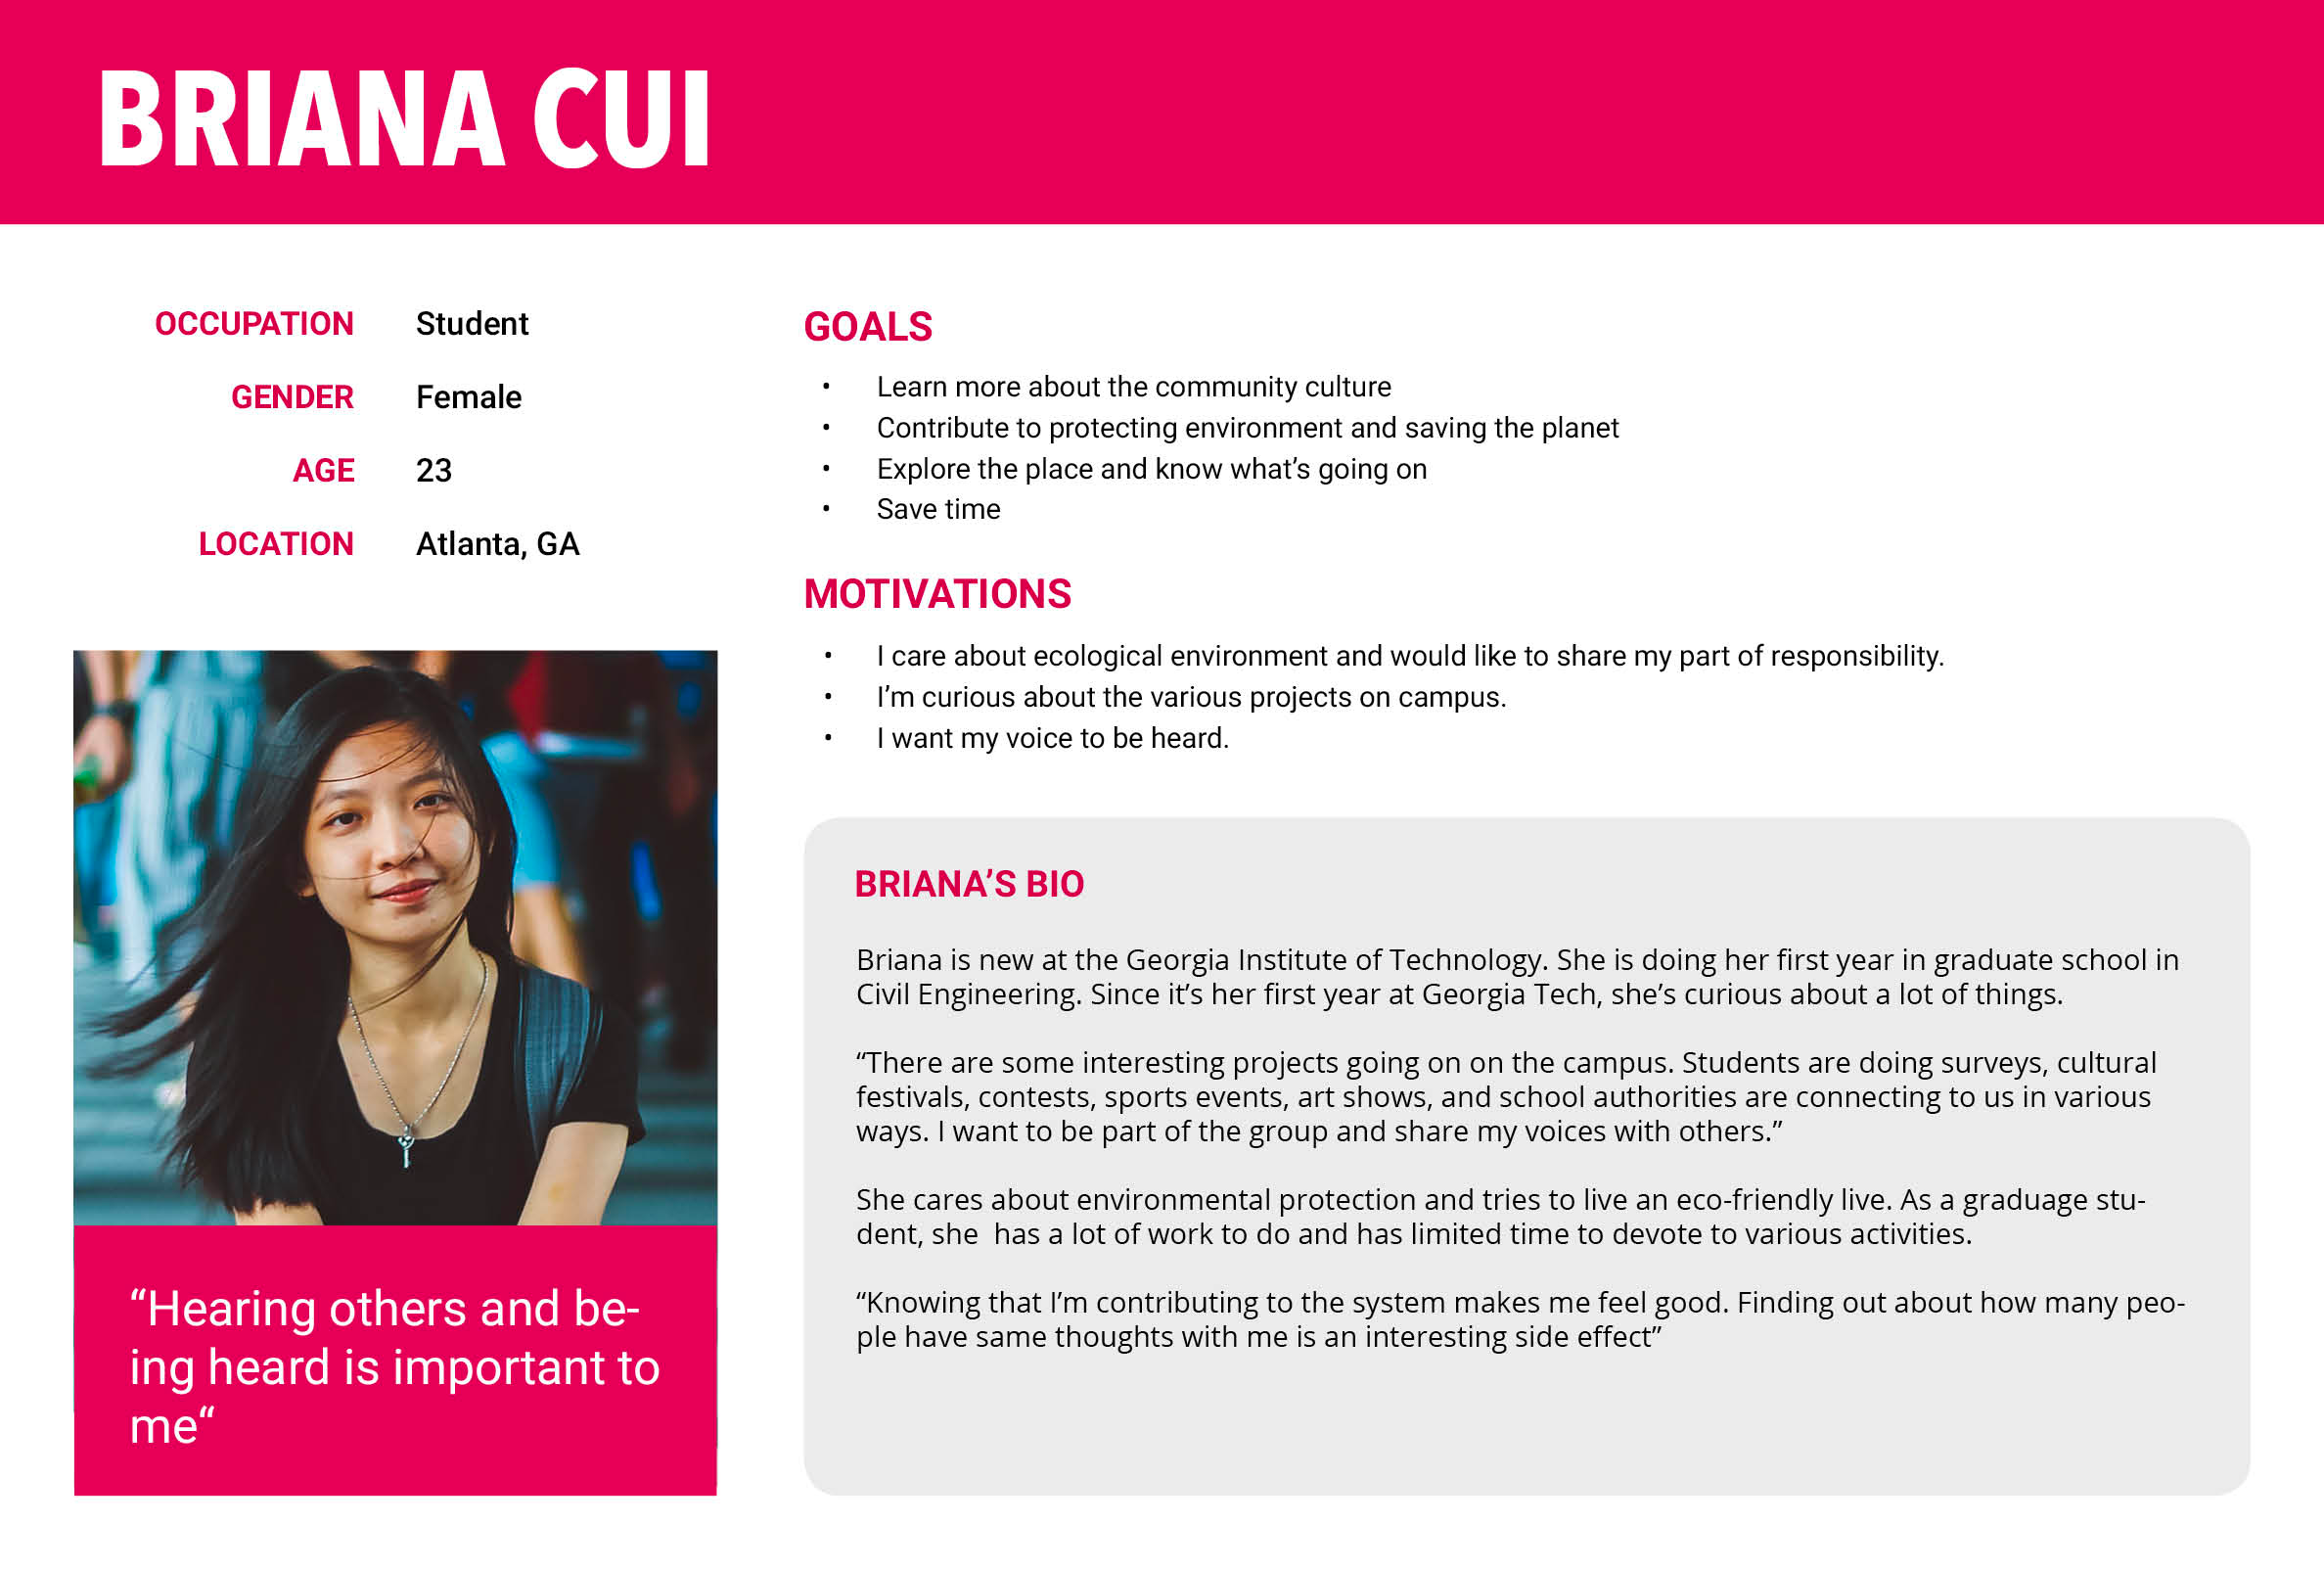 BRIANA CUI
OCCUPATION Student
GENDER Female
AGE 23
LOCATION Atlanta, GA
“Hearing others and be-
ing heard is important to
me“
GOALS
• Learn more about the community culture
• Contribute to protecting environment and saving the planet
• Explore the place and know what’s going on
• Save time
MOTIVATIONS
• I care about ecological environment and would like to share my part of responsibility.
• I’m curious about the various projects on campus.
• I want my voice to be heard.
BRIANA’S BIO
Briana is new at the Georgia Institute of Technology. She is doing her first year in graduate school in
Civil Engineering. Since it’s her first year at Georgia Tech, she’s curious about a lot of things.
“There are some interesting projects going on on the campus. Students are doing surveys, cultural
festivals, contests, sports events, art shows, and school authorities are connecting to us in various
ways. I want to be part of the group and share my voices with others.”
She cares about environmental protection and tries to live an eco-friendly live. As a graduage stu-
dent, she  has a lot of work to do and has limited time to devote to various activities.
“Knowing that I’m contributing to the system makes me feel good. Finding out about how many peo-
ple have same thoughts with me is an interesting side effect”